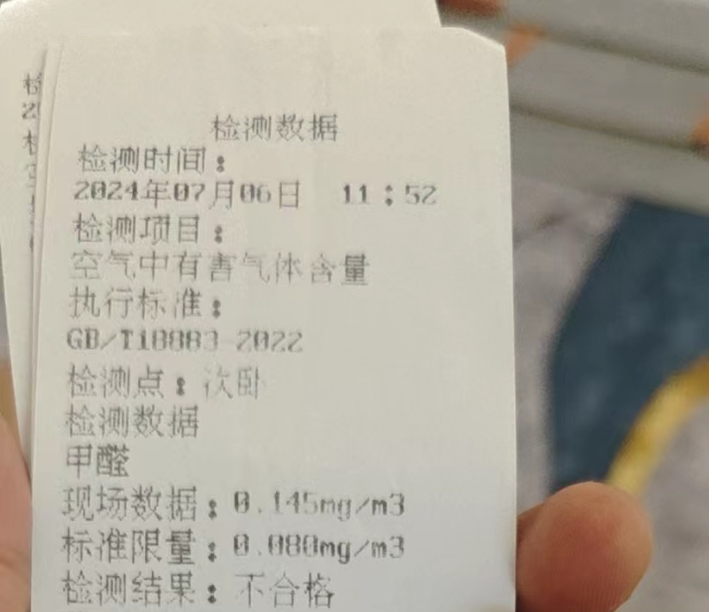 检测数据
检测时间：
2024年07月06日 11：52
检测项目：
空气中有害气体含量
执行标准：
GB/T18883-2022
检测点：次卧
检测数据
甲醛
现场数据：0.145mg/m3
标准限量：0.080mg/m3
检测结果：不合格